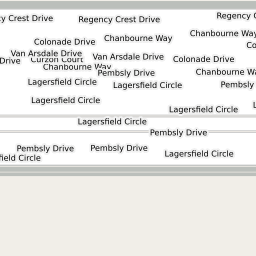 y Crest Drive
Regency Crest Drive
Regency
Chanbourne Way
Chanbourne Way
Colonade Drive
Van Arsdale Drive
Van Arsdale Drive
Colonade Drive
Drive
Curzon Court
Chanbourne Way
Pembsly Drive
Chanbourne Wa
Lagersfield Circle
Lagersfield Circle
Pembsly
Lagersfield Circle
Lagersfield Circle
Lagersfield Circle
Pembsly Drive
Pembsly Drive
Pembsly Drive
Lagersfield Circle
field Circle